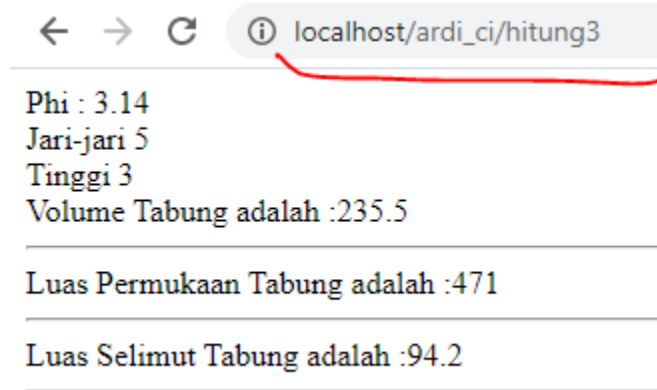 localhost/ardi_ci/hitung3
Phi : 3.14
Jari-jari 5
Tinggi 3
Volume Tabung adalah :235.5
Luas Permukaan Tabung adalah :471
Luas Selimut Tabung adalah :94.2